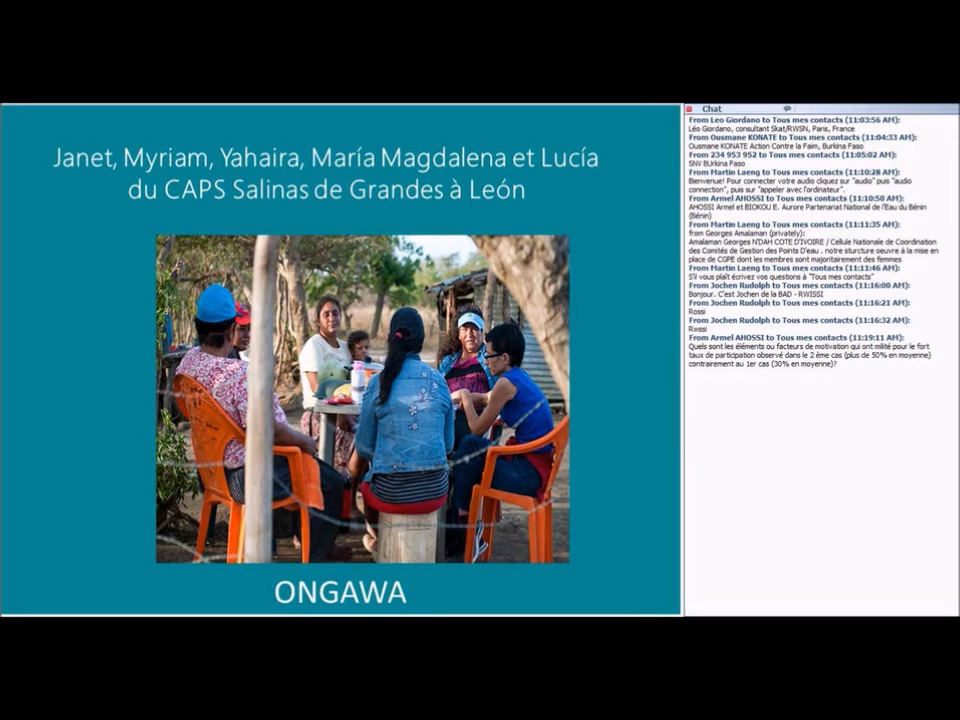 Janet, Myriam, Yahaira, María Magdalena et Lucía
du CAPS Salinas de Grandes à León
ONGAWA
Chat
From Leo Giordano to Tous mes contacts (11:03:56 AM):
Léo Giordano, consultant Skat/RWSN, Paris, France
From Ousmane KONATE to Tous mes contacts (11:04:33 AM):
Ousmane KONATE Action Contre la Faim, Burkina Faso
From 234 953 952 to Tous mes contacts (11:05:02 AM):
SNV BUrkina Faso
From Martin Laeng to Tous mes contacts (11:10:28 AM):
Bienvenue! Pour connecter votre audio cliquez sur "audio" puis "audio
connection", puis sur "appeler avec l'ordinateur".
From Armel AHOSSI to Tous mes contacts (11:10:50 AM):
AHOSSI Armel et BIOKOU E. Aurore Partenariat National de l'Eau du Bénin
(Bénin)
From Martin Laeng to Tous mes contacts (11:11:35 AM):
from Georges Amalaman (privately):
Amalaman Georges N'DAH COTE D'IVOIRE / Cellule Nationale de Coordination
des Comités de Gestion des Points D'eau . notre sturcture oeuvre à la mise en
place de CGPE dont les membres sont majoritairement des femmes
From Martin Laeng to Tous mes contacts (11:11:46 AM):
S'il vous plaît écrivez vos questions à "Tous mes contacts"
From Jochen Rudolph to Tous mes contacts (11:16:00 AM):
Bonjour. C'est Jochen de la BAD - RWISSI
From Jochen Rudolph to Tous mes contacts (11:16:21 AM):
Rossi
From Jochen Rudolph to Tous mes contacts (11:16:32 AM):
Rwssi
From Armel AHOSSI to Tous mes contacts (11:19:11 AM):
Quels sont les éléments ou facteurs de motivation qui ont milité pour le fort
taux de participation observé dans le 2 ème cas (plus de 50% en moyenne)
contrairement au 1er cas (30% en moyenne)?